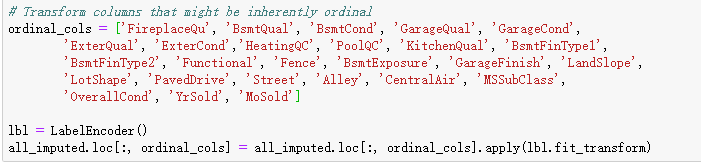 # Transform columns that might be inherently ordinal
ordinal_cols = ['FireplaceQu', 'BsmtQual', 'BsmtCond', 'GarageQual', 'GarageCond',
'ExterQual', 'ExterCond','HeatingQC', 'PoolQC', 'KitchenQual', 'BsmtFinType1',
'BsmtFinType2', 'Functional', 'Fence', 'BsmtExposure', 'GarageFinish', 'LandSlope',
'LotShape', 'PavedDrive', 'Street', 'Alley', 'CentralAir', 'MSSubClass',
'OverallCond', 'YrSold', 'MoSold']
lbl = LabelEncoder()
all_imputed.loc[:, ordinal_cols] = all_imputed.loc[:, ordinal_cols].apply(lbl.fit_transform)